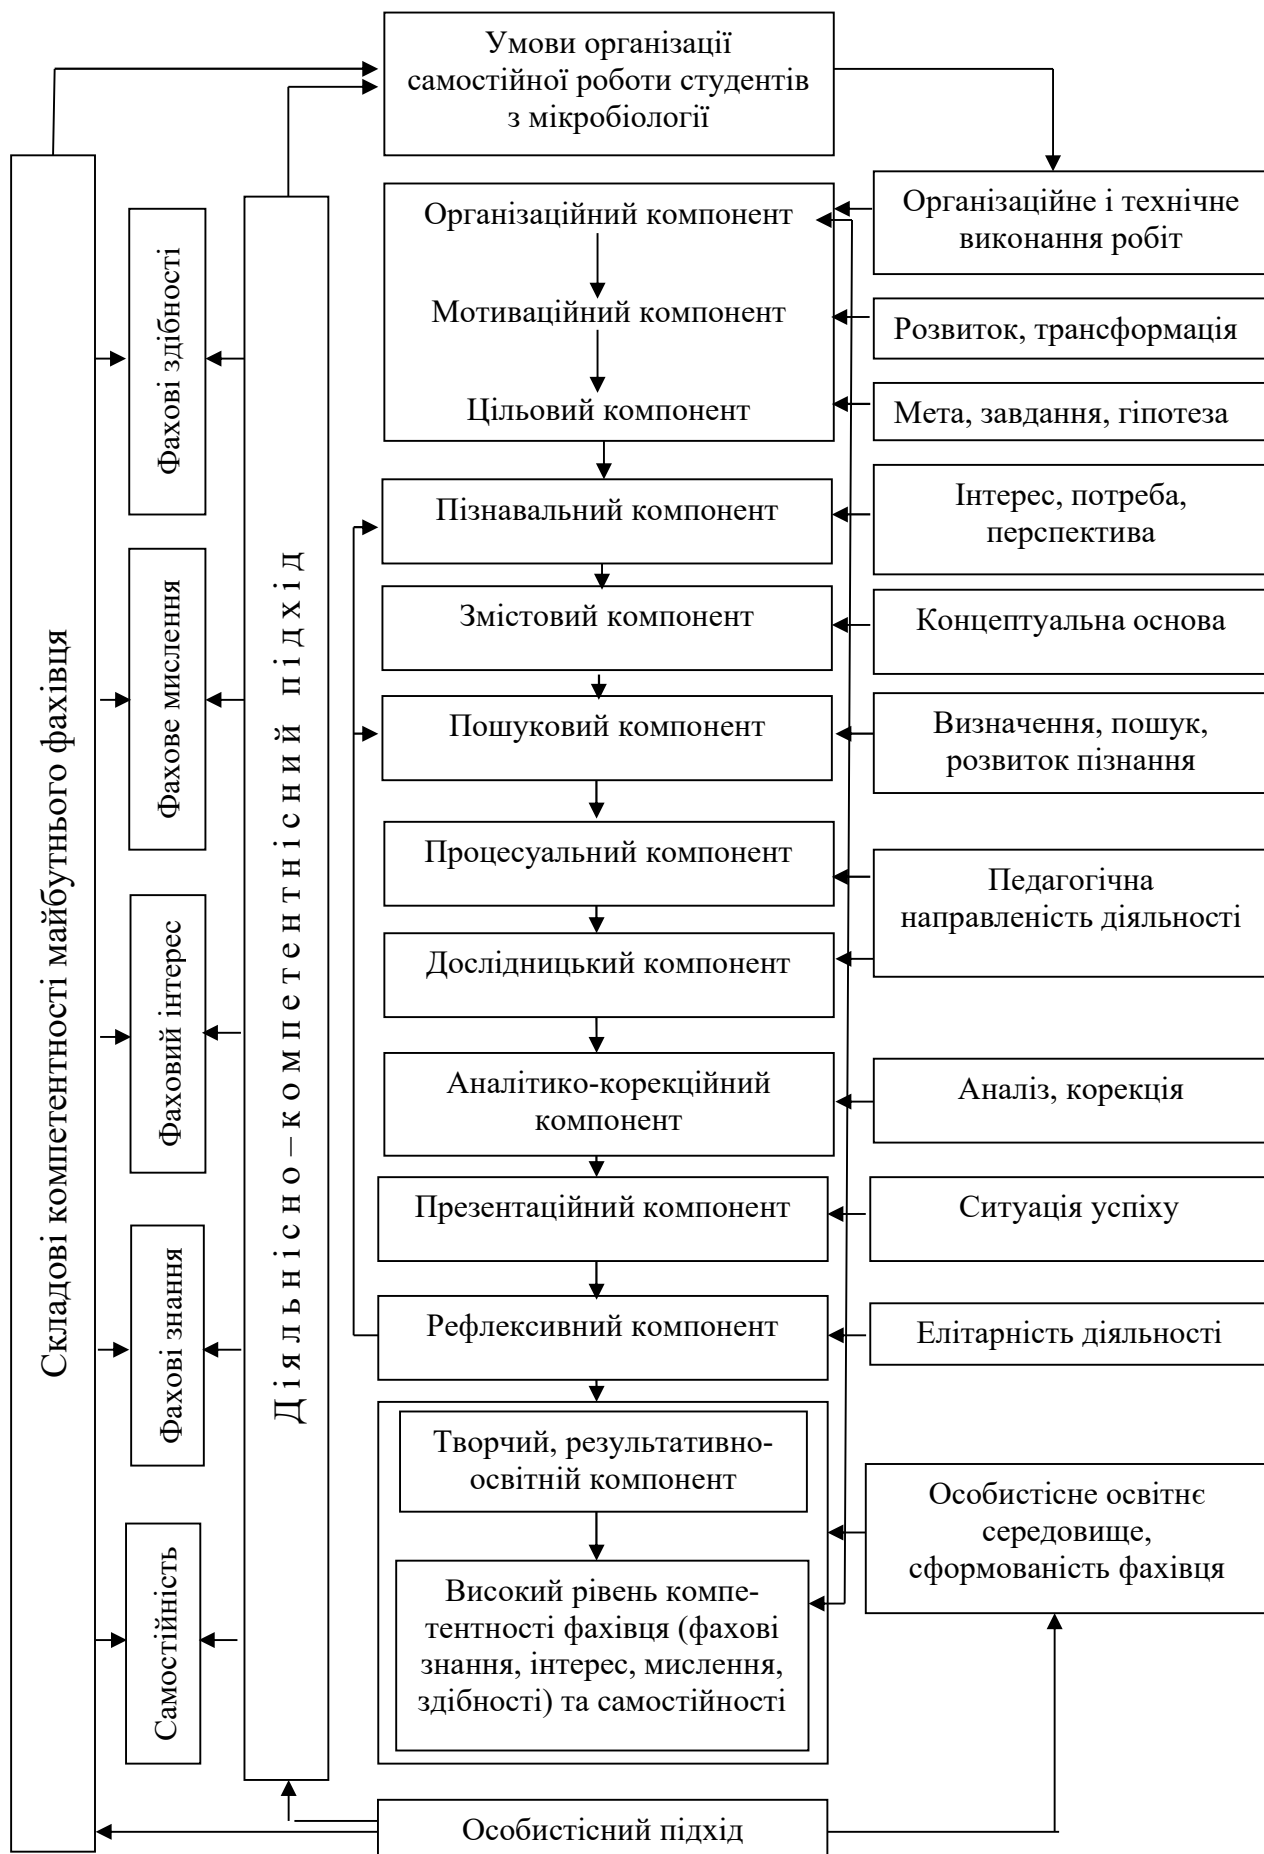 Умови організації
самостійної роботи студентів
з мікробіології
Складові компетентності майбутнього фахівця
Фахові здібності
Фахове мислення
Фаховий інтерес
Фахові знання
Самостійність
Діяльнісно–компетентнісний підхід
Організаційний компонент
Мотиваційний компонент
Цільовий компонент
Пізнавальний компонент
Змістовий компонент
Пошуковий компонент
Процесуальний компонент
Дослідницький компонент
Аналітико-корекційний
компонент
Презентаційний компонент
Рефлексивний компонент
Творчий, результативно-
освітній компонент
Високий рівень компе-
тентності фахівця (фахові
знання, інтерес, мислення,
здібності) та самостійності
Організаційне і технічне
виконання робіт
Розвиток, трансформація
Мета, завдання, гіпотеза
Інтерес, потреба,
перспектива
Концептуальна основа
Визначення, пошук,
розвиток пізнання
Педагогічна
направленість діяльності
Аналіз, корекція
Ситуація успіху
Елітарність діяльності
Особистісне освітнє
середовище,
сформованість фахівця
Особистісний підхід